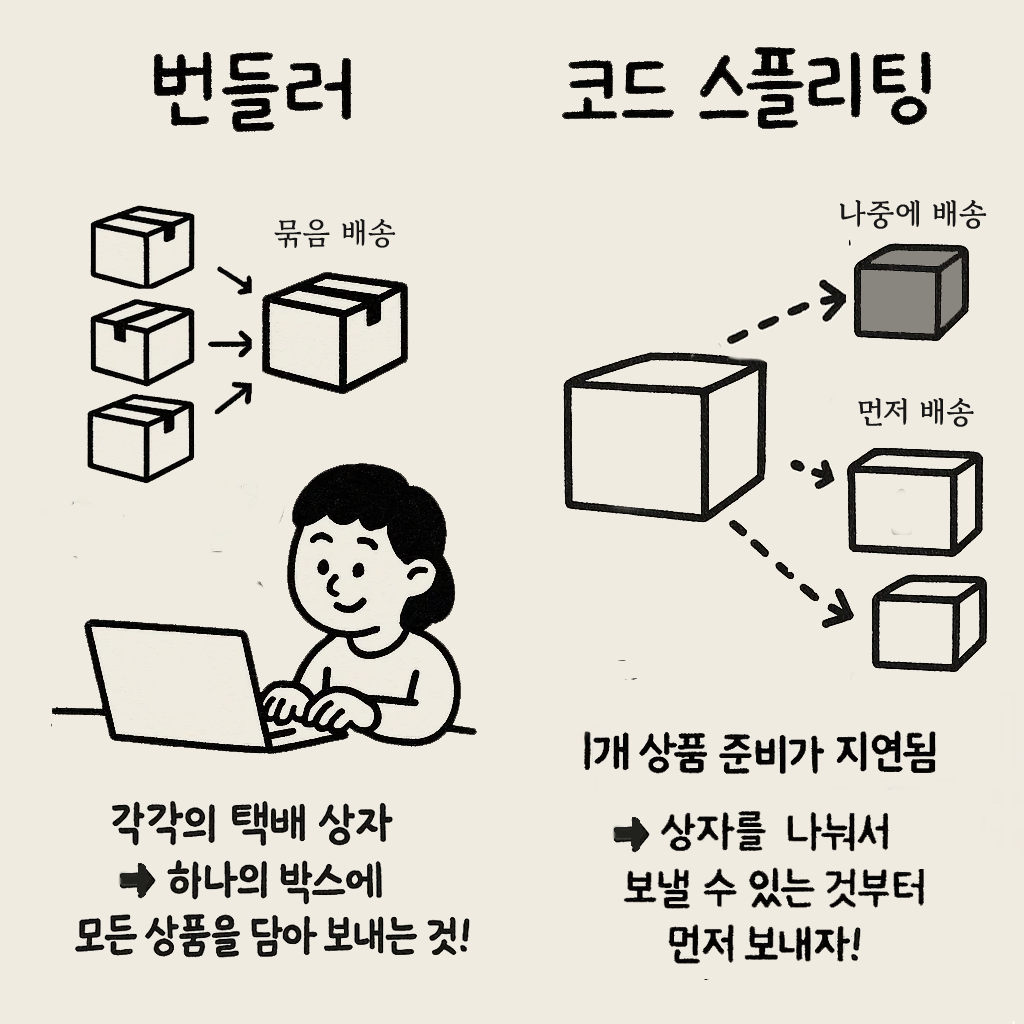 번들러
묶음 배송
각각의 택배 상자
➡ 하나의 박스에
모든 상품을 담아 보내는 것!
코드 스플리팅
나중에 배송
먼저 배송
1개 상품 준비가 지연됨
➡ 상자를 나눠서
보낼 수 있는 것부터
먼저 보내자!